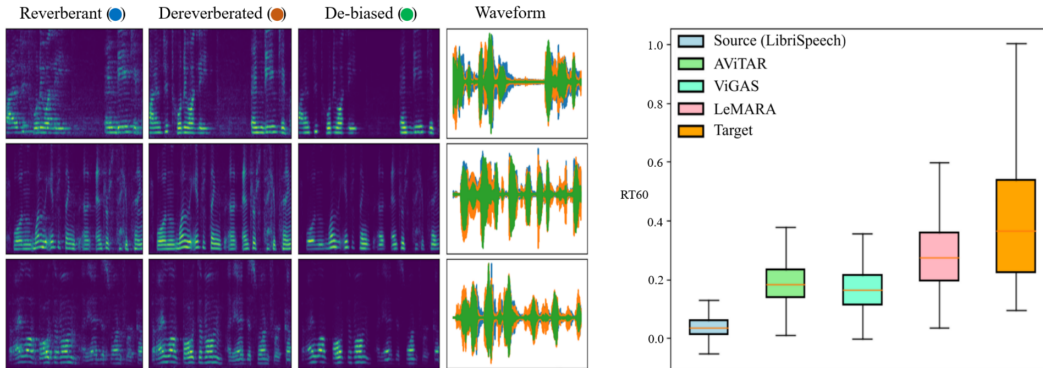 Reverberant
Dereverberated
De-biased
Waveform
Source (LibriSpeech)
AViTAR
ViGAS
LeMARA
Target
RT60
1.0
0.8
0.6
0.4
0.2
0.0